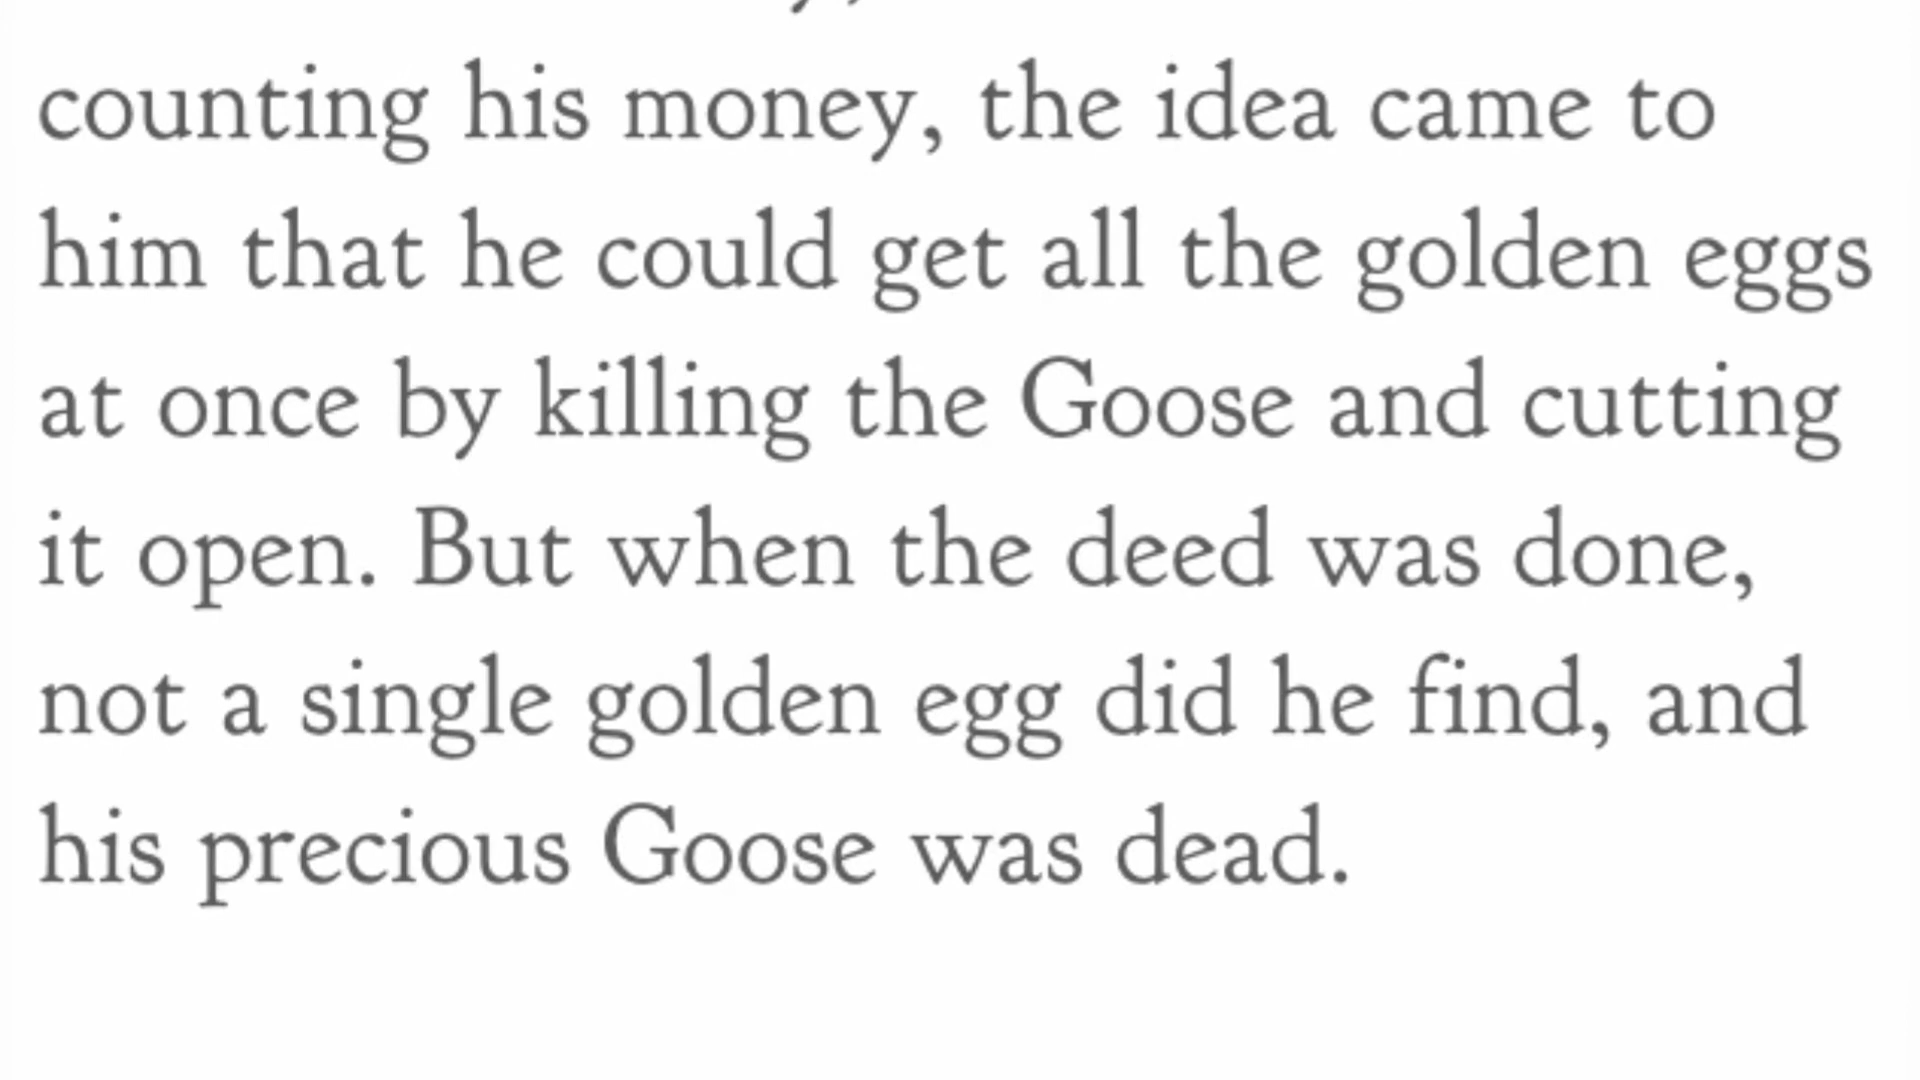 counting his money, the idea came to
him that he could get all the golden eggs
at once by killing the Goose and cutting
it open. But when the deed was done,
not a single golden egg did he find, and
his precious Goose was dead.